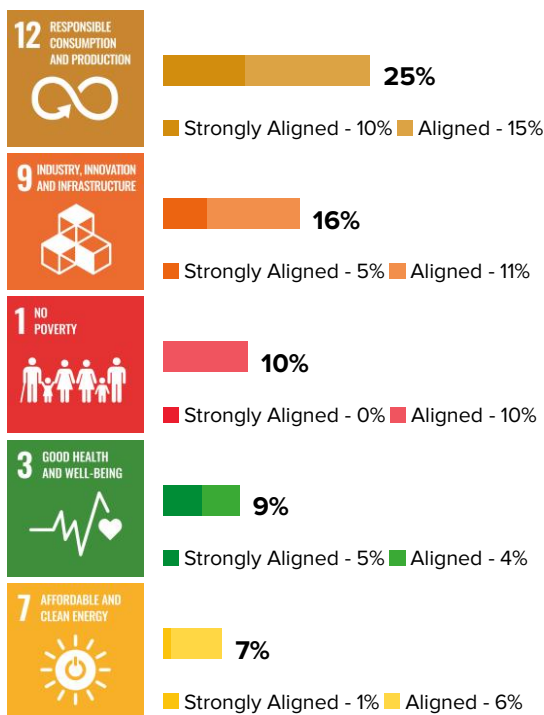 12 RESPONSIBLE
CONSUMPTION
AND PRODUCTION
25%
Strongly Aligned - 10% Aligned - 15%
9 INDUSTRY, INNOVATION
AND INFRASTRUCTURE
16%
Strongly Aligned - 5% Aligned - 11%
1 NO
POVERTY
10%
Strongly Aligned - 0% Aligned - 10%
3 GOOD HEALTH
AND WELL-BEING
9%
Strongly Aligned - 5% Aligned - 4%
7 AFFORDABLE AND
CLEAN ENERGY
7%
Strongly Aligned - 1% Aligned - 6%